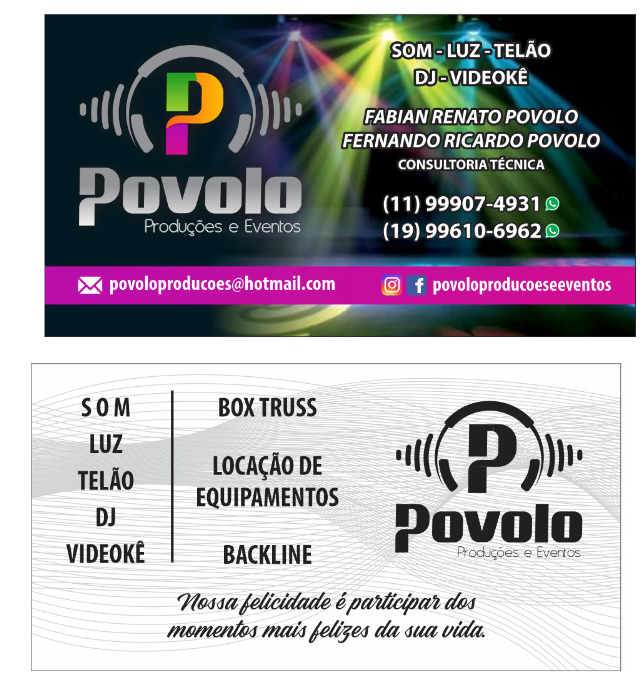 SOM - LUZ - TELÃO
DJ - VIDEOKÊ
FABIAN RENATO POVOLO
FERNANDO RICARDO POVOLO
CONSULTORIA TÉCNICA
(11) 99907-4931
(19) 99610-6962
P
Povolo
Produções e Eventos
povoloproducoes@hotmail.com
povoloproducoeseeventos
SOM
LUZ
TELÃO
DJ
VIDEOKÊ
BOX TRUSS
LOCAÇÃO DE
EQUIPAMENTOS
BACKLINE
P
Povolo
Produções e Eventos
Nossa felicidade é participar dos
momentos mais felizes da sua vida.